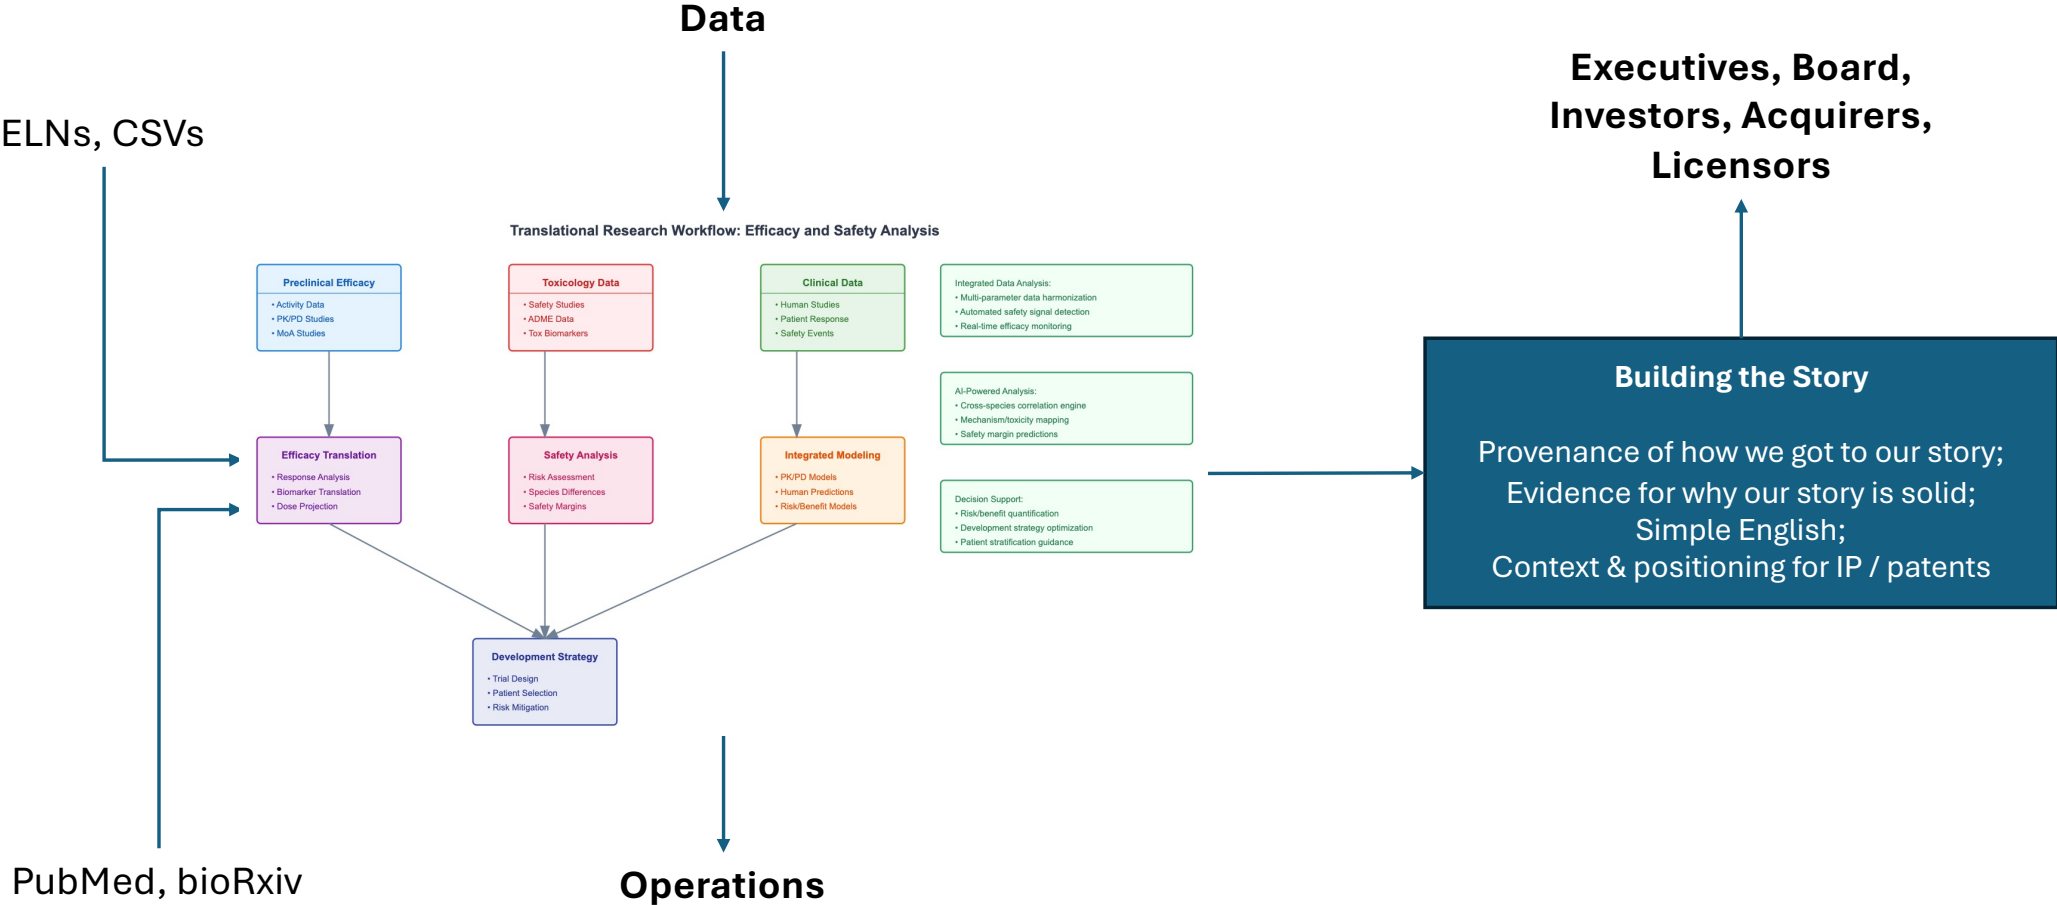 Data
Executives, Board,
Investors, Acquirers,
Licensors
ELNs, CSVs
Translational Research Workflow: Efficacy and Safety Analysis
Preclinical Efficacy
• Activity Data
• PK/PD Studies
• MoA Studies
Toxicology Data
• Safety Studies
• ADME Data
• Tox Biomarkers
Clinical Data
• Human Studies
• Patient Response
• Safety Events
Integrated Data Analysis:
• Multi-parameter data harmonization
• Automated safety signal detection
• Real-time efficacy monitoring
AI-Powered Analysis:
• Cross-species correlation engine
• Mechanism/toxicity mapping
• Safety margin predictions
Efficacy Translation
• Response Analysis
• Biomarker Translation
• Dose Projection
Safety Analysis
• Risk Assessment
• Species Differences
• Safety Margins
Integrated Modeling
• PK/PD Models
• Human Predictions
• Risk/Benefit Models
Decision Support:
• Risk/benefit quantification
• Development strategy optimization
• Patient stratification guidance
Building the Story
Provenance of how we got to our story;
Evidence for why our story is solid;
Simple English;
Context & positioning for IP / patents
Development Strategy
• Trial Design
• Patient Selection
• Risk Mitigation
PubMed, bioRxiv
Operations